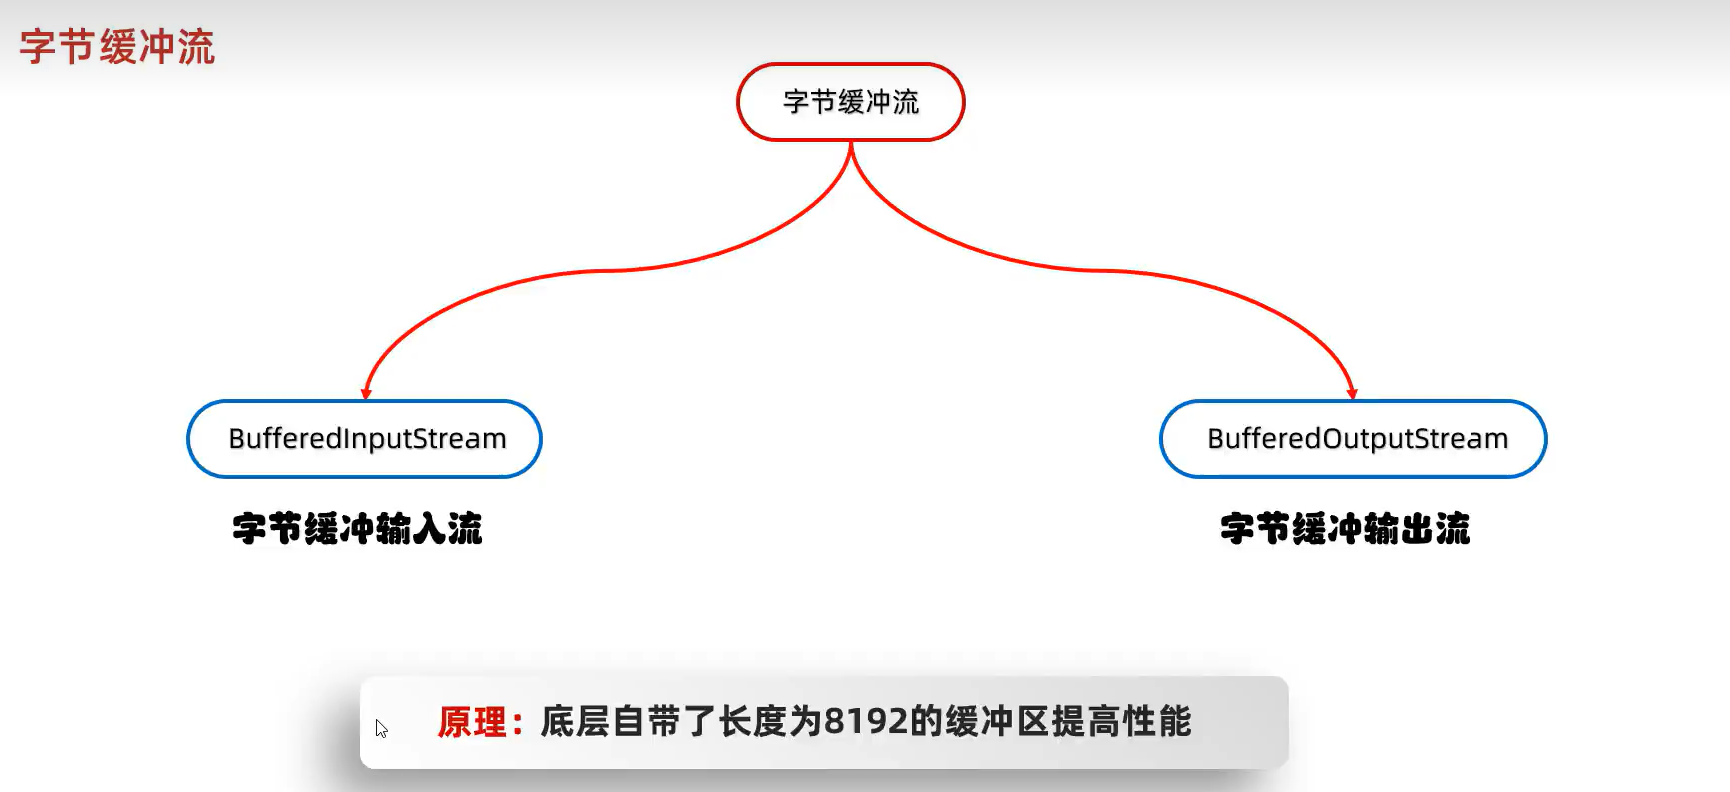 字节缓冲流
字节缓冲流
BufferedInputStream
BufferedOutputStream
字节缓冲输入流
字节缓冲输出流
原理：底层自带了长度为8192的缓冲区提高性能